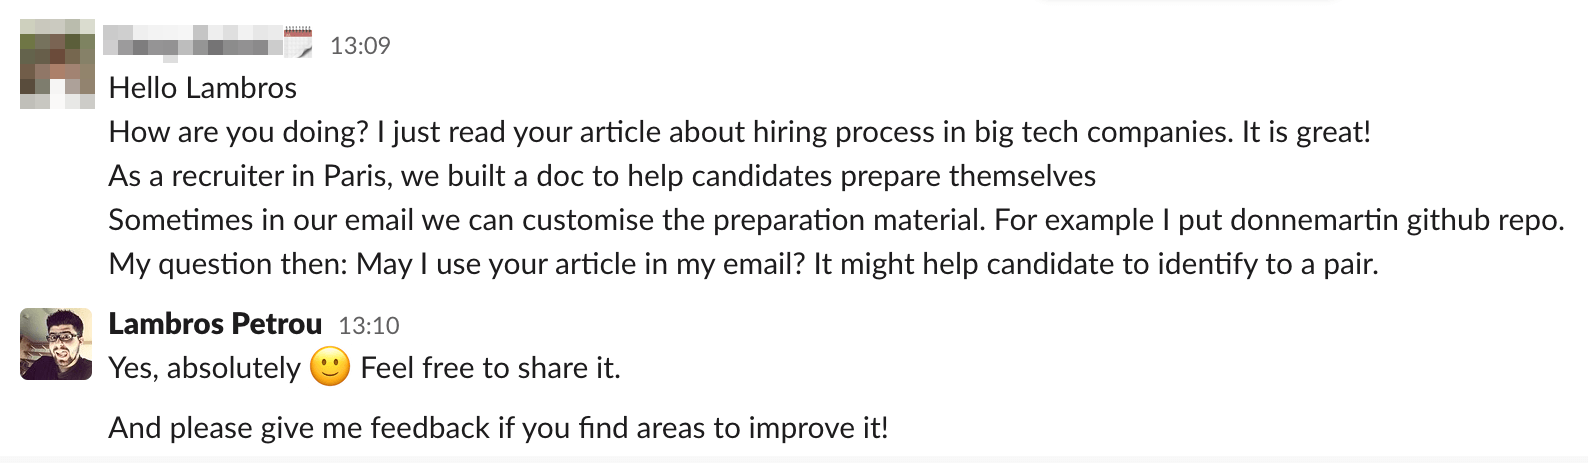 13:09
Hello Lambros
How are you doing? I just read your article about hiring process in big tech companies. It is great!
As a recruiter in Paris, we built a doc to help candidates prepare themselves
Sometimes in our email we can customise the preparation material. For example I put donnemartin github repo.
My question then: May I use your article in my email? It might help candidate to identify to a pair.
Lambros Petrou 13:10
Yes, absolutely 🙂 Feel free to share it.
And please give me feedback if you find areas to improve it!